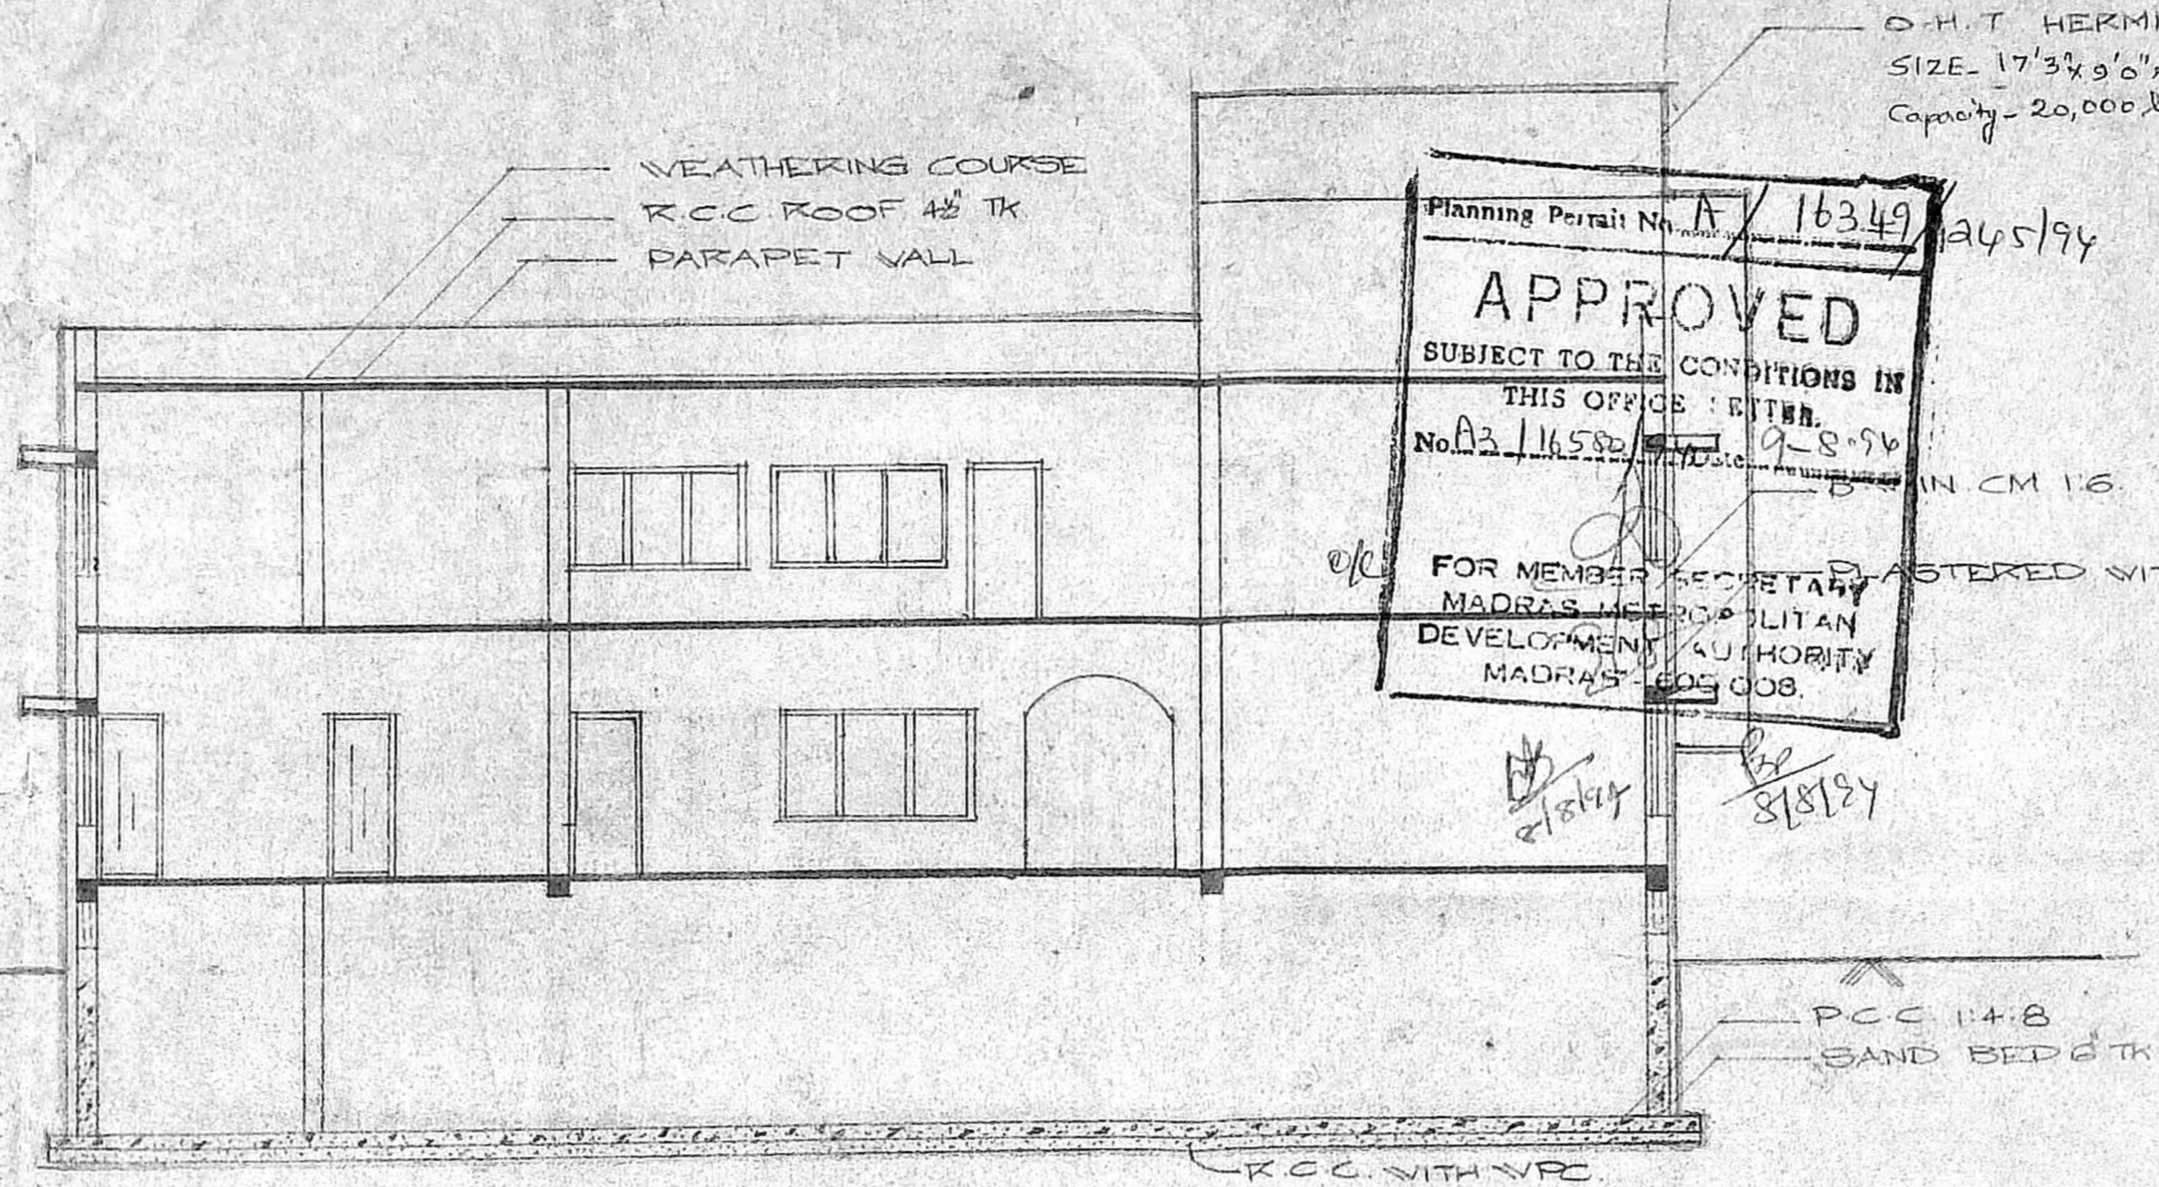 O.H.T HERM
SIZE- 17'3"x9'0"
Capacity- 20,000
WEATHERING COURSE
R.C.C. ROOF 4½" TK
PARAPET WALL
Planning Permit No. A / 16349 / 245/94
APPROVED
SUBJECT TO THE CONDITIONS IN
THIS OFFICE LETTER.
No. A3 / 16580 / Date 9-8-94
IN CM 1:6.
o/c
FOR MEMBER SECRETARY
PLASTERED WI
MADRAS METROPOLITAN
DEVELOPMENT AUTHORITY
MADRAS - 600 008.
8/8/94
8/8/94
P.C.C 1:4:8
SAND BED 6" TK
R.C.C. WITH WPC.